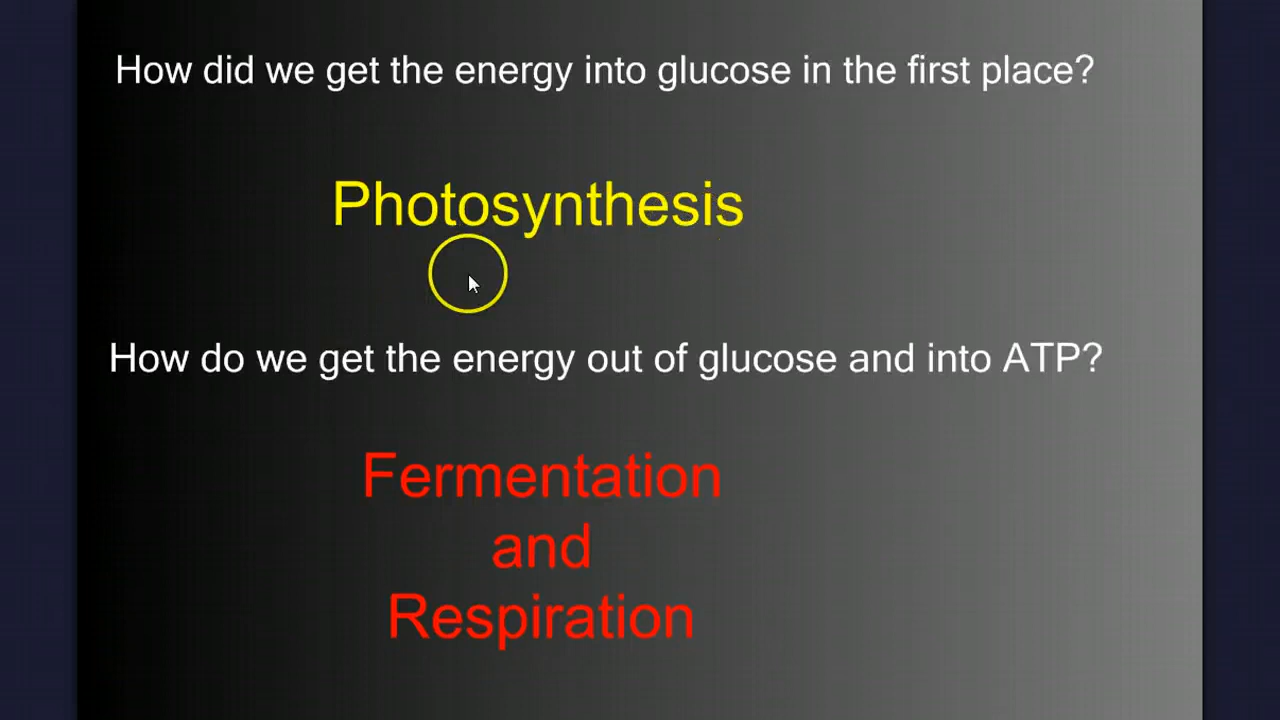 How did we get the energy into glucose in the first place?
Photosynthesis
How do we get the energy out of glucose and into ATP?
Fermentation
and
Respiration